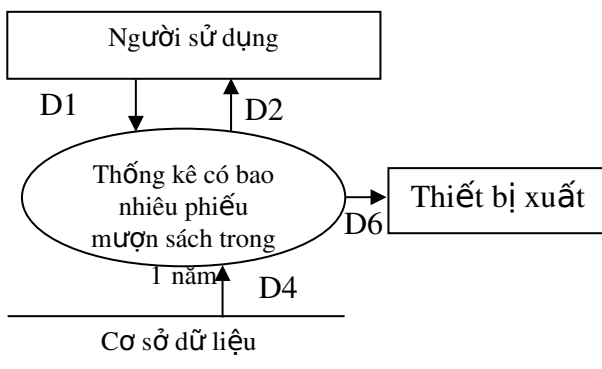 Người sử dụng
D1
D2
Thống kê có bao
nhiêu phiếu
mượn sách trong
1 năm
Thiết bị xuất
D6
D4
Cơ sở dữ liệu